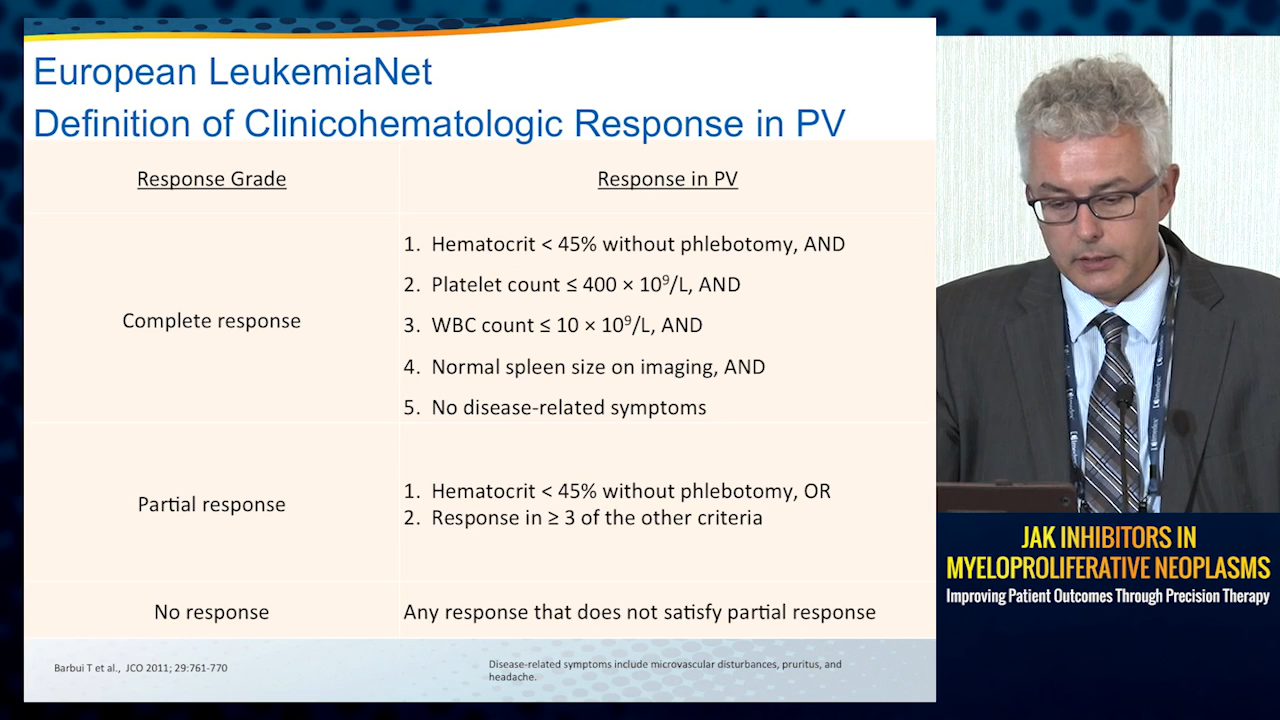 European LeukemiaNet
Definition of Clinicohematologic Response in PV
Response Grade
Response in PV
Complete response
1. Hematocrit < 45% without phlebotomy, AND
2. Platelet count ≤ 400 × 10⁹/L, AND
3. WBC count ≤ 10 × 10⁹/L, AND
4. Normal spleen size on imaging, AND
5. No disease-related symptoms
Partial response
1. Hematocrit < 45% without phlebotomy, OR
2. Response in ≥ 3 of the other criteria
No response
Any response that does not satisfy partial response
Barbui T et al., JCO 2011; 29:761-770
Disease-related symptoms include microvascular disturbances, pruritus, and
headache.
JAK INHIBITORS IN
MYELOPROLIFERATIVE NEOPLASMS
Improving Patient Outcomes Through Precision Therapy